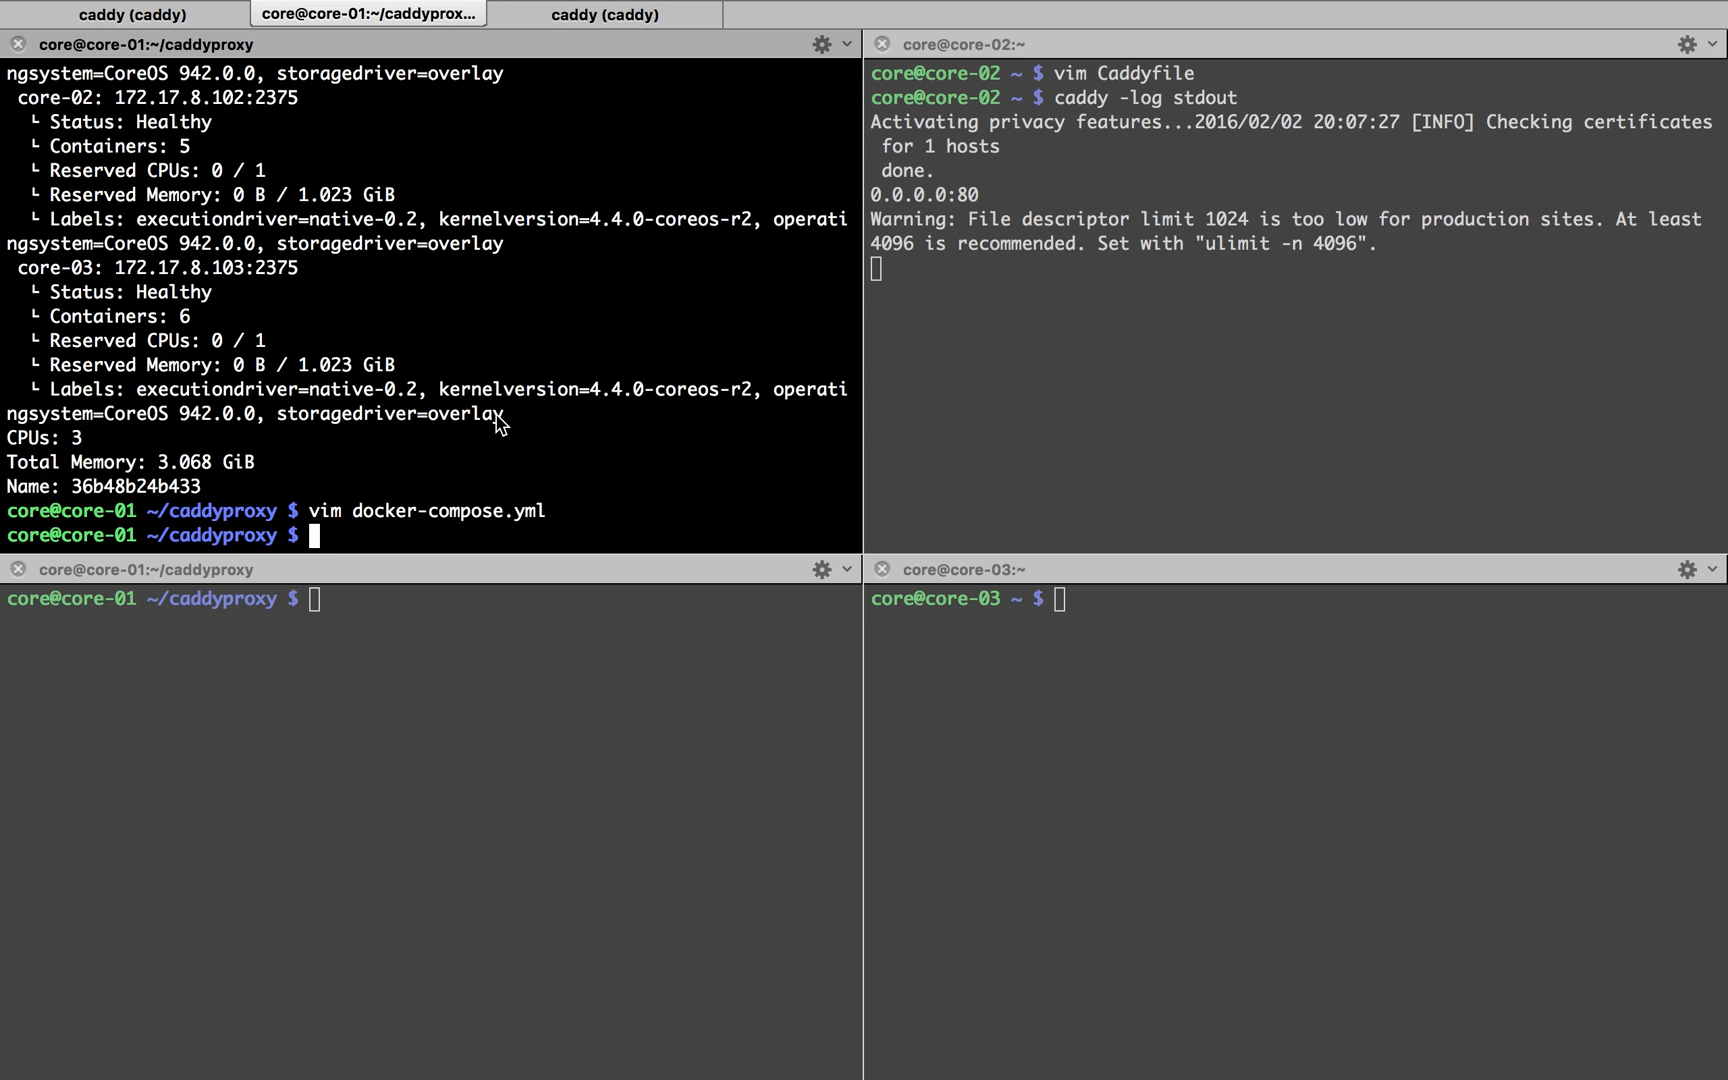 caddy (caddy)
core@core-01:~/caddyprox...
caddy (caddy)
core@core-01:~/caddyproxy
ngsystem=CoreOS 942.0.0, storagedriver=overlay
core-02: 172.17.8.102:2375
└ Status: Healthy
└ Containers: 5
└ Reserved CPUs: 0 / 1
└ Reserved Memory: 0 B / 1.023 GiB
└ Labels: executiondriver=native-0.2, kernelversion=4.4.0-coreos-r2, operati
ngsystem=CoreOS 942.0.0, storagedriver=overlay
core-03: 172.17.8.103:2375
└ Status: Healthy
└ Containers: 6
└ Reserved CPUs: 0 / 1
└ Reserved Memory: 0 B / 1.023 GiB
└ Labels: executiondriver=native-0.2, kernelversion=4.4.0-coreos-r2, operati
ngsystem=CoreOS 942.0.0, storagedriver=overlay
CPUs: 3
Total Memory: 3.068 GiB
Name: 36b48b24b433
core@core-01 ~/caddyproxy $ vim docker-compose.yml
core@core-01 ~/caddyproxy $
core@core-02:~
core@core-02 ~ $ vim Caddyfile
core@core-02 ~ $ caddy -log stdout
Activating privacy features...2016/02/02 20:07:27 [INFO] Checking certificates
for 1 hosts
done.
0.0.0.0:80
Warning: File descriptor limit 1024 is too low for production sites. At least
4096 is recommended. Set with "ulimit -n 4096".
core@core-01:~/caddyproxy
core@core-01 ~/caddyproxy $
core@core-03:~
core@core-03 ~ $